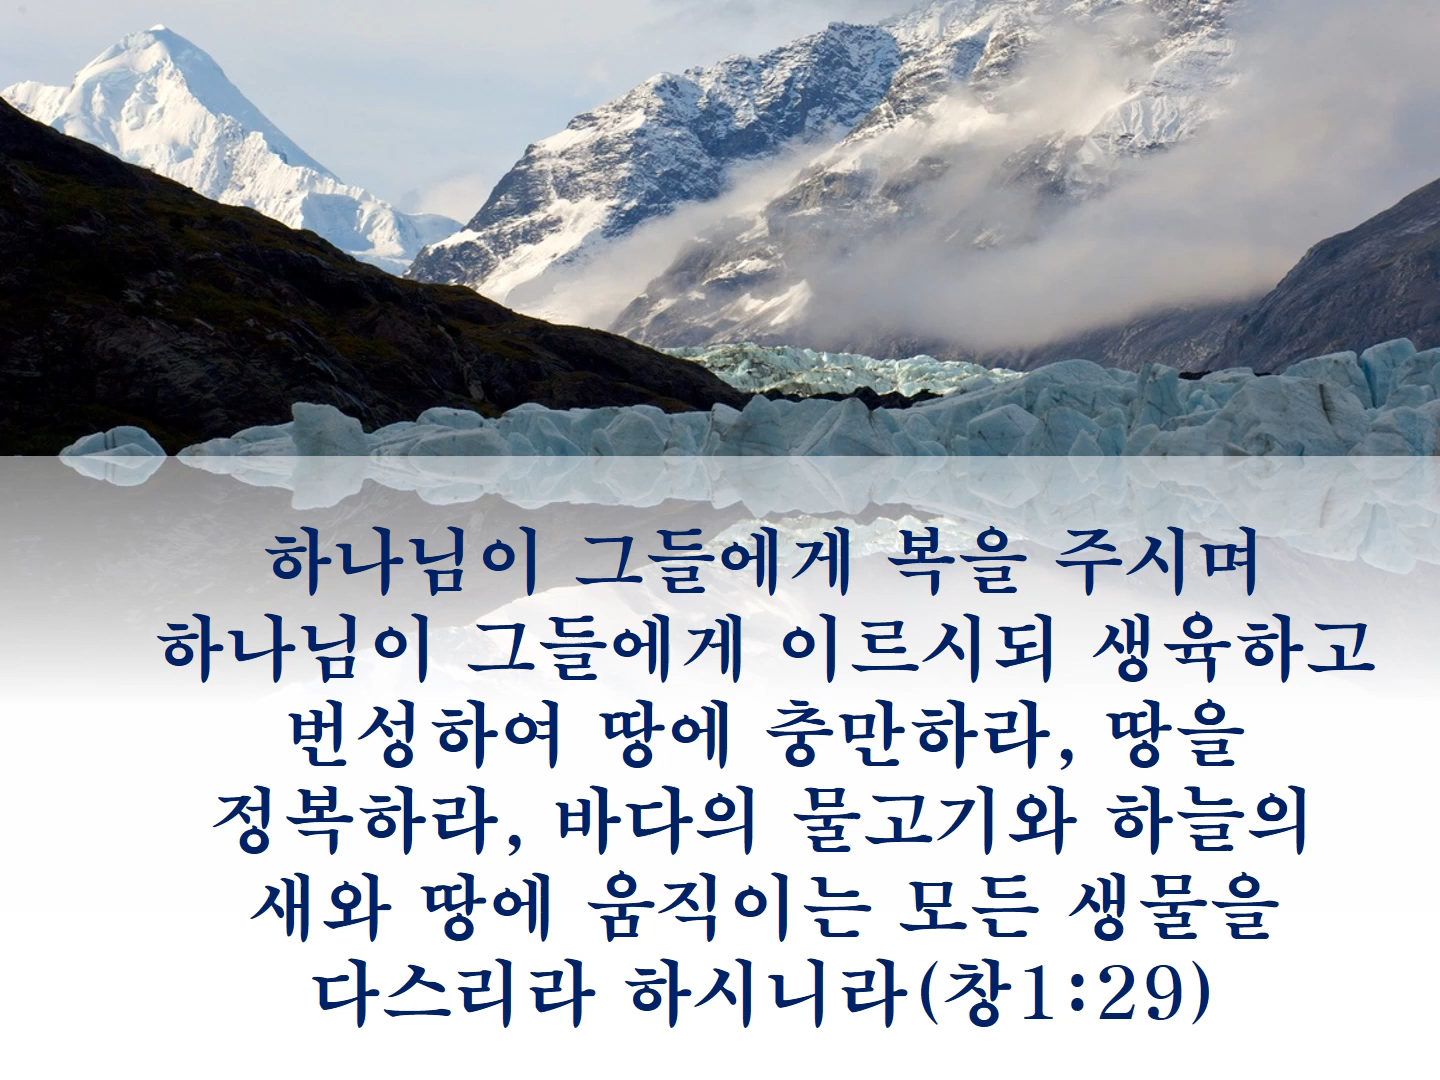 하나님이 그들에게 복을 주시며
하나님이 그들에게 이르시되 생육하고
번성하여 땅에 충만하라, 땅을
정복하라, 바다의 물고기와 하늘의
새와 땅에 움직이는 모든 생물을
다스리라 하시니라(창1:29)